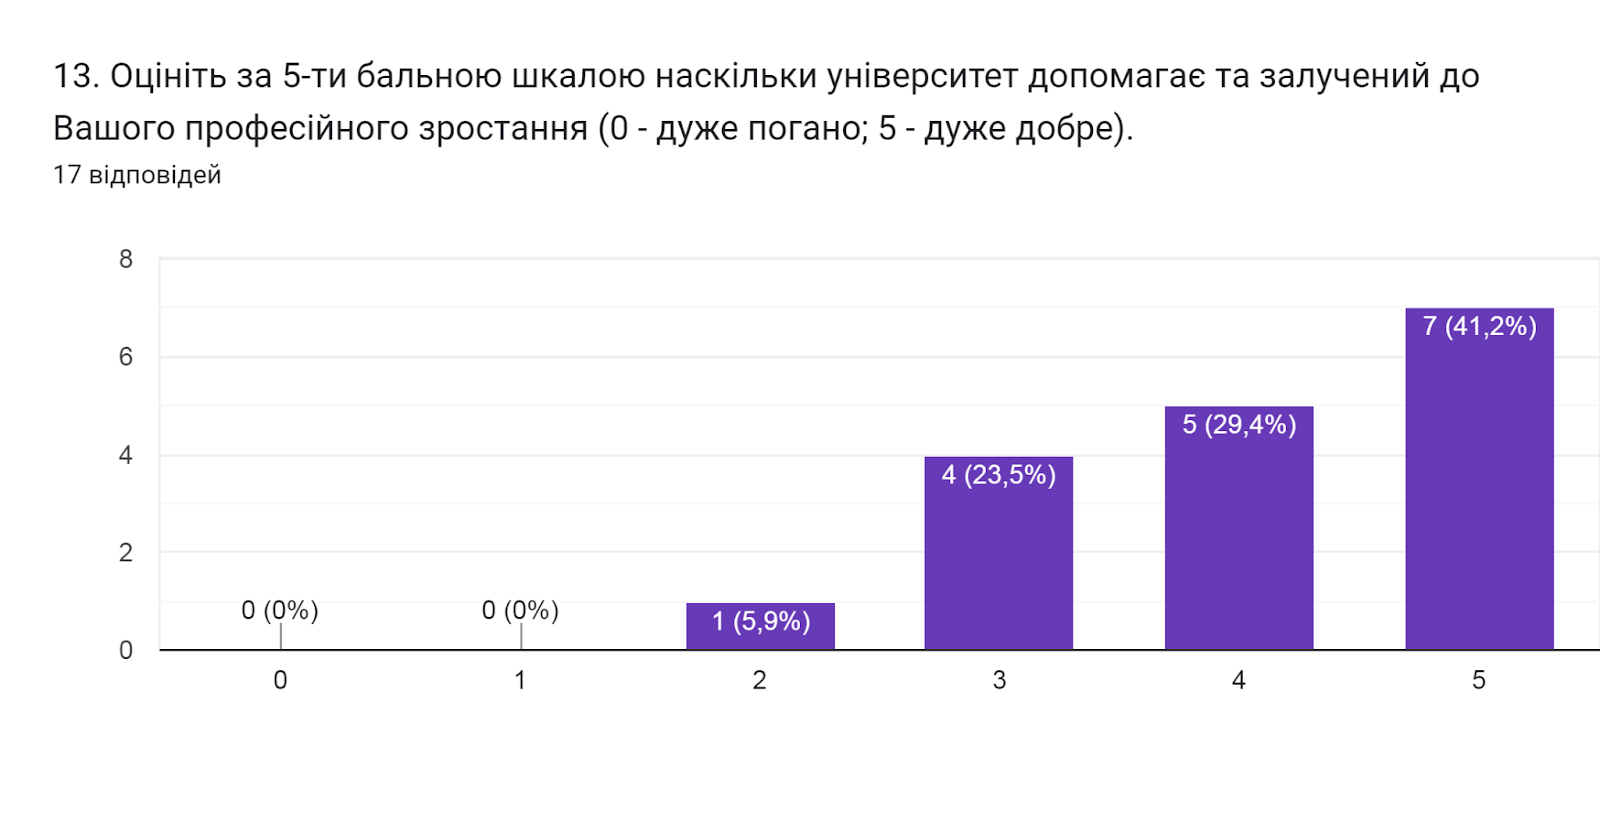 13. Оцініть за 5-ти бальною шкалою наскільки університет допомагає та залучений до
Вашого професійного зростання (0 - дуже погано; 5 - дуже добре).
17 відповідей
8
6
4
2
0
0 (0%)
0 (0%)
1 (5,9%)
4 (23,5%)
5 (29,4%)
7 (41,2%)
0 1 2 3 4 5